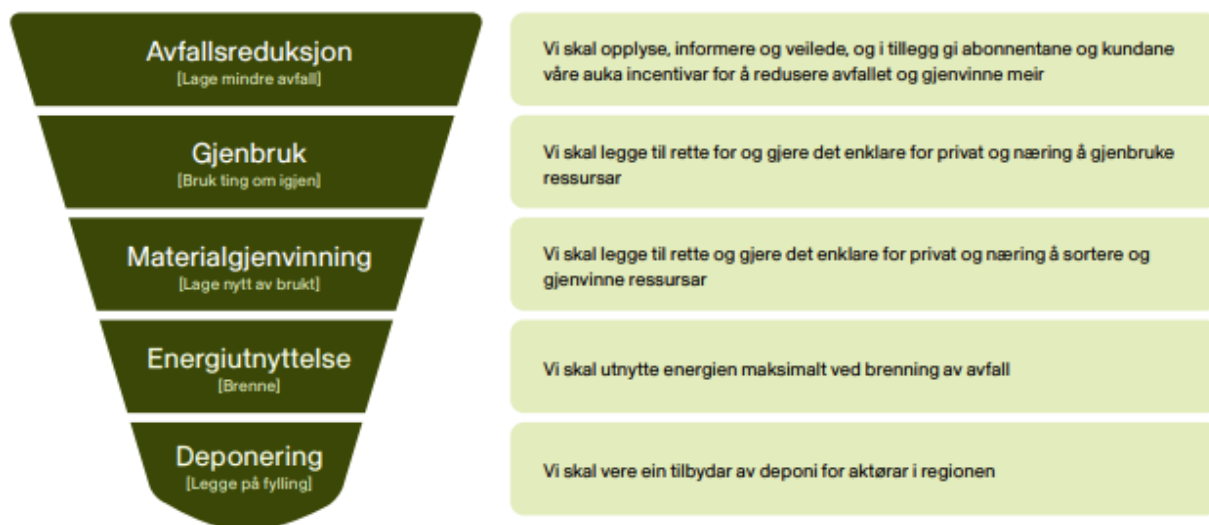 Avfallsreduksjon
[Lage mindre avfall]
Vi skal opplyse, informere og veilede, og i tillegg gi abonnentane og kundane
våre auka incentivar for å redusere avfallet og gjenvinne meir
Gjenbruk
[Bruk ting om igjen]
Vi skal legge til rette for og gjere det enklare for privat og næring å gjenbruke
ressursar
Materialgjenvinning
[Lage nytt av brukt]
Vi skal legge til rette og gjere det enklare for privat og næring å sortere og
gjenvinne ressursar
Energiutnyttelse
[Brenne]
Vi skal utnytte energien maksimalt ved brenning av avfall
Deponering
[Legge på fylling]
Vi skal vere ein tilbydar av deponi for aktørar i regionen